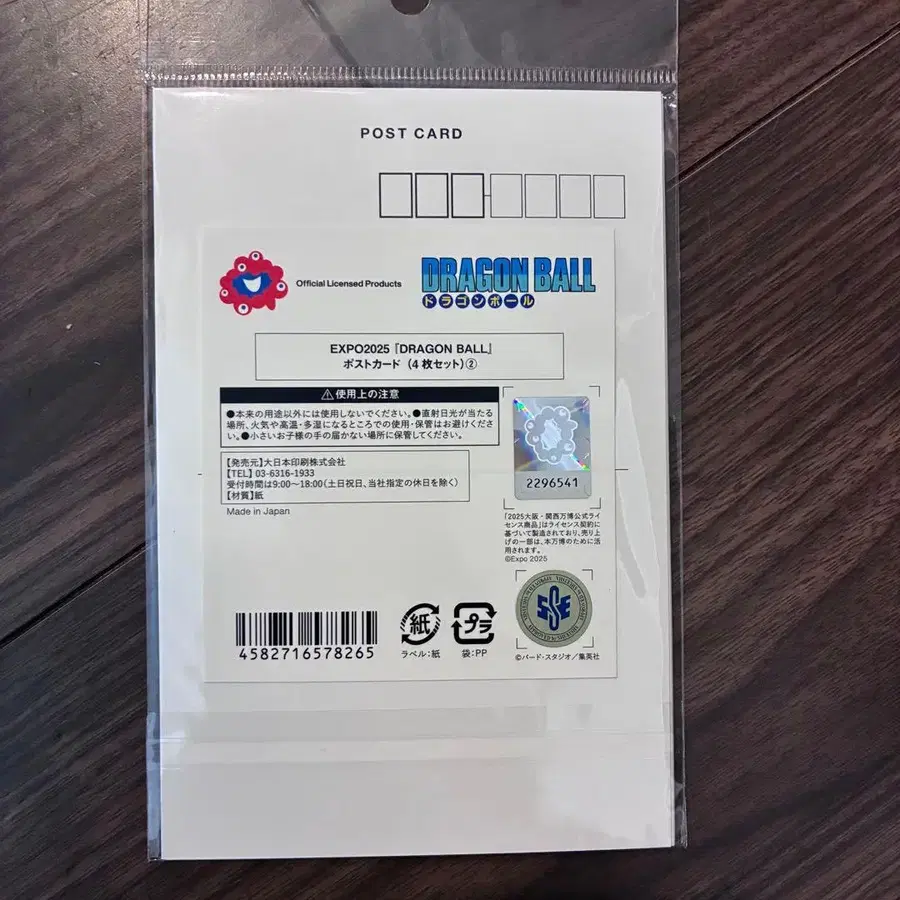 POST CARD
Official Licensed Products
DRAGON BALL
ドラゴンボール
EXPO2025『DRAGON BALL』
ポストカード（4枚セット）②
⚠使用上の注意
●本来の用途以外には使用しないでください。●直射日光が当たる
場所、火気や高温・多湿になるところでの使用・保管はお避けくださ
い。●小さいお子様の手の届かない場所に保管してください。
【発売元】大日本印刷株式会社
【TEL】03-6316-1933
受付時間は9:00～18:00（土日祝日、当社指定の休日を除く）
【材質】紙
Made in Japan
2296541
「2025大阪・関西万博公式ライ
センス商品」はライセンス契約に
基づいて製造されており、売り上
げの一部は、本万博のために活
用されます。
©Expo 2025
4582716578265
紙
ラベル：紙
プラ
袋：PP
SSE
©バード・スタジオ／集英社